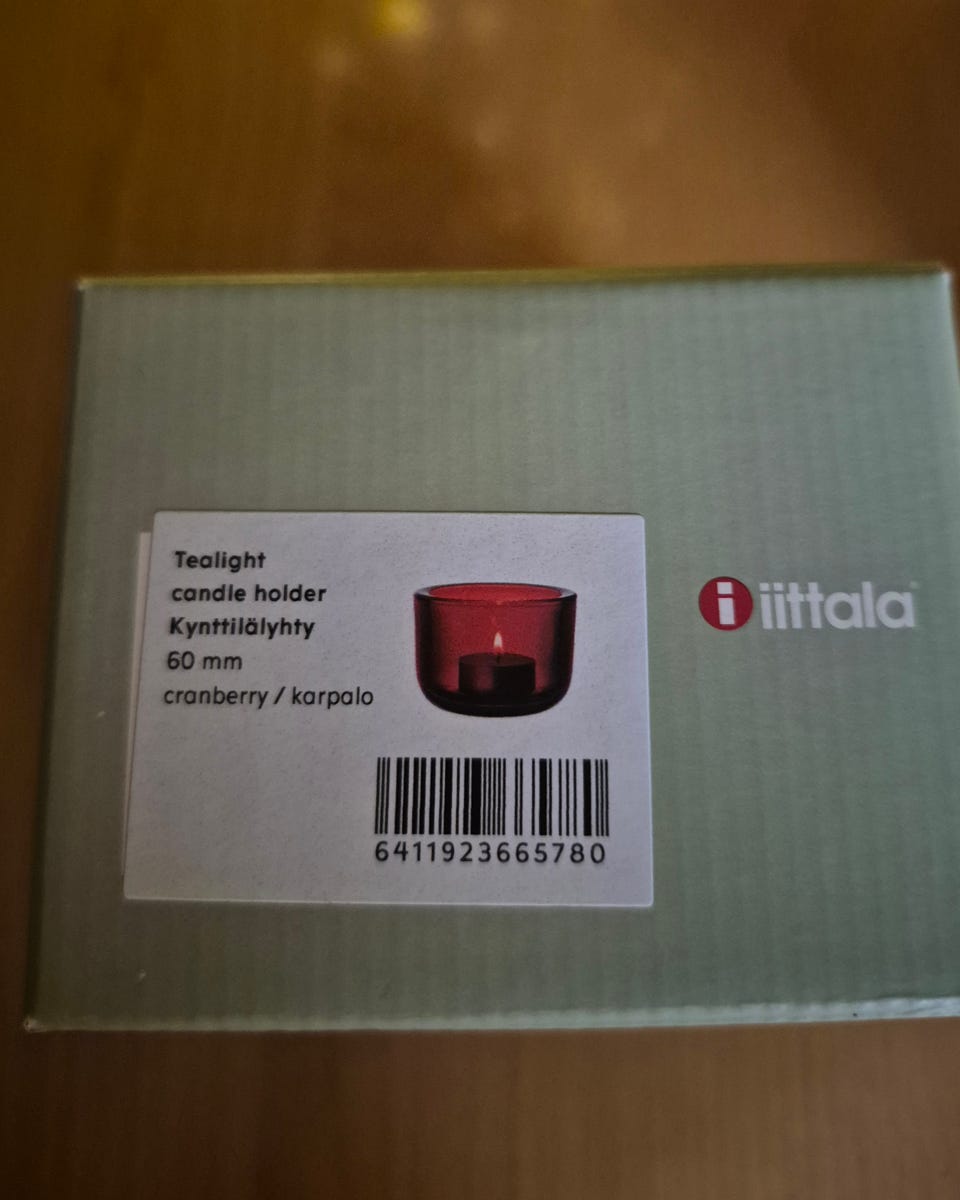 Tealight
candle holder
Kynttilälyhty
60 mm
cranberry / karpalo
6411923665780
i iittala